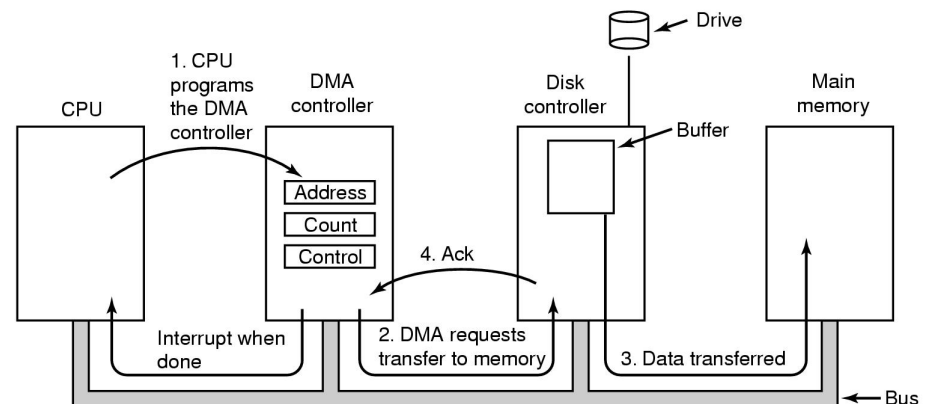 Drive
1. CPU
programs
the DMA
controller
CPU
DMA
controller
Disk
controller
Main
memory
Buffer
Address
Count
Control
4. Ack
Interrupt when
done
2. DMA requests
transfer to memory
3. Data transferred
Bus